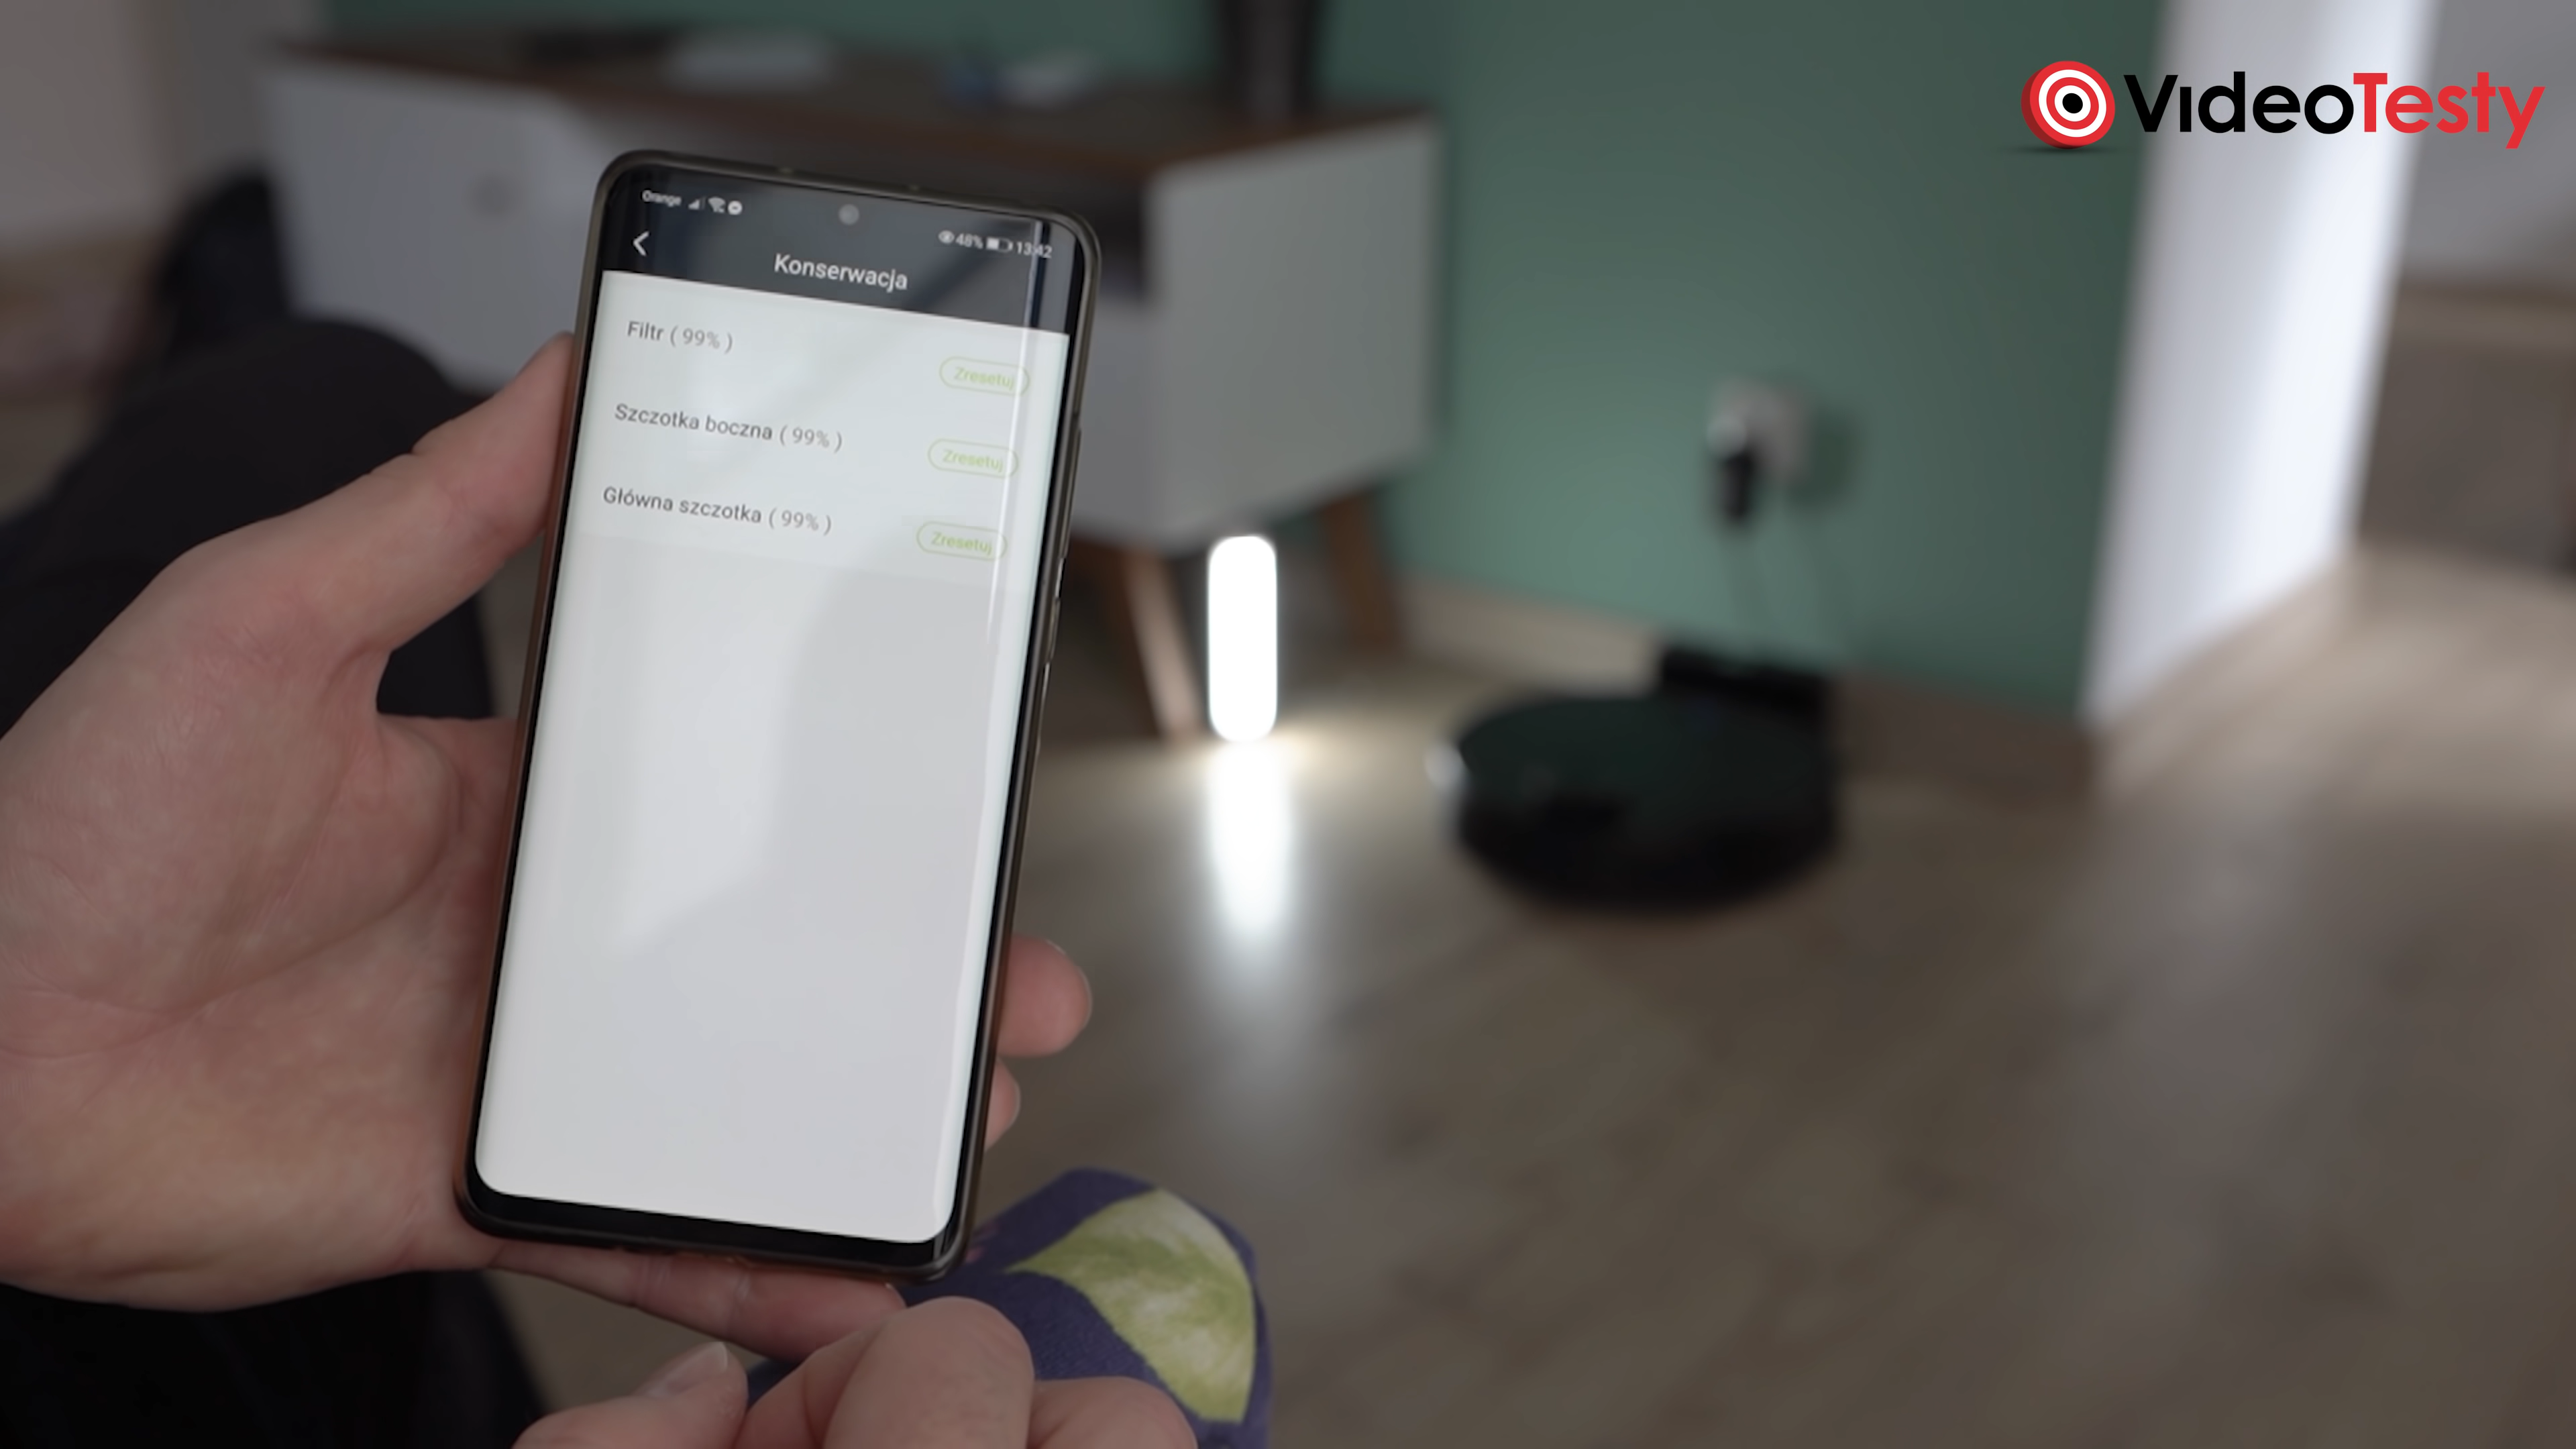 VideoTesty
Orange
48% 13:42
Konserwacja
Filtr ( 99% )
Zresetuj
Szczotka boczna ( 99% )
Zresetuj
Główna szczotka ( 99% )
Zresetuj